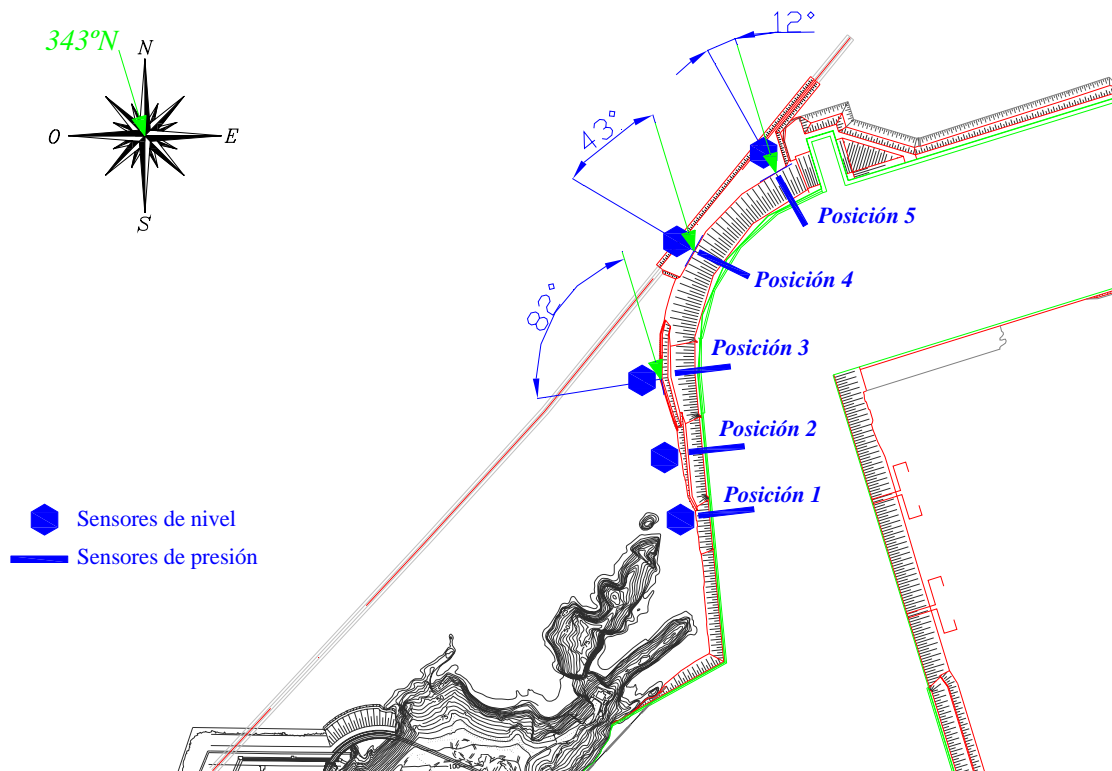 12°
343ºN
N
O
E
S
43°
Posición 5
Posición 4
82°
Posición 3
Posición 2
Posición 1
Sensores de nivel
Sensores de presión